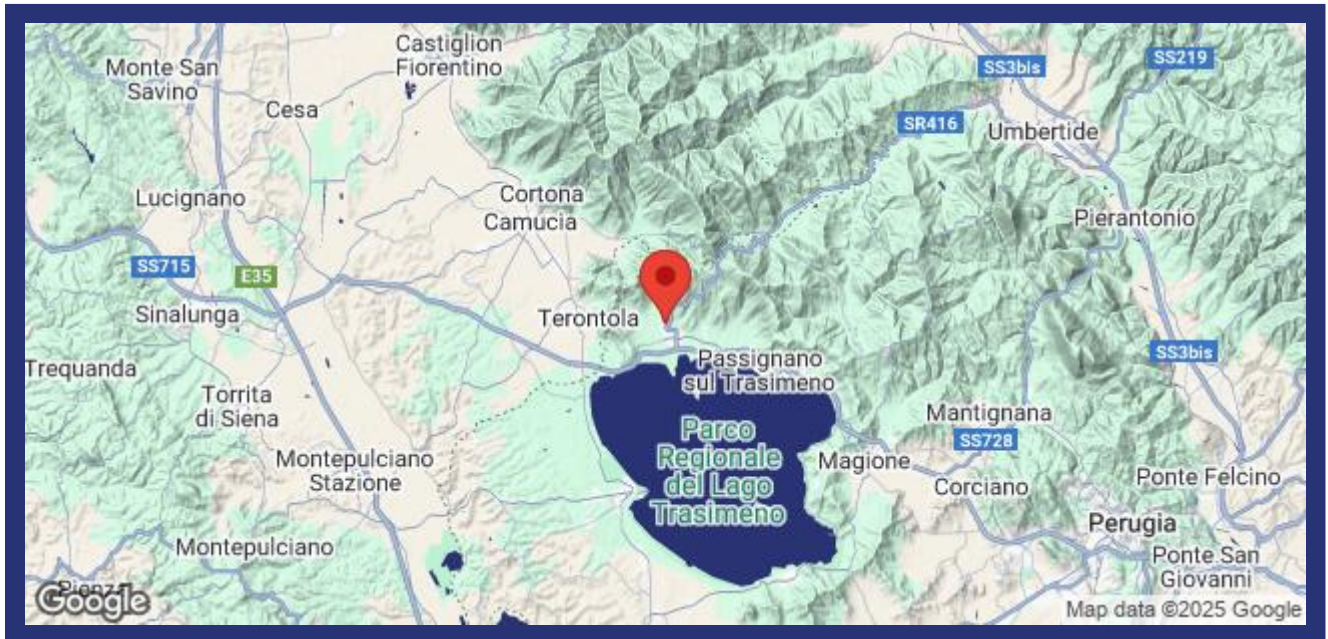 Castiglion
Fiorentino
Monte San
Savino
SS3bis
SS219
Cesa
SR416
Umbertide
Lucignano
Cortona
Camucia
Pierantonio
SS715
E35
Sinalunga
Terontola
SS3bis
Passignano
sul Trasimeno
Trequanda
Torrita
di Siena
Mantignana
SS728
Parco
Regionale
del Lago
Trasimeno
Montepulciano
Stazione
Magione
Corciano
Ponte Felcino
Perugia
Montepulciano
Ponte San
Giovanni
Pienza
Google
Map data ©2025 Google